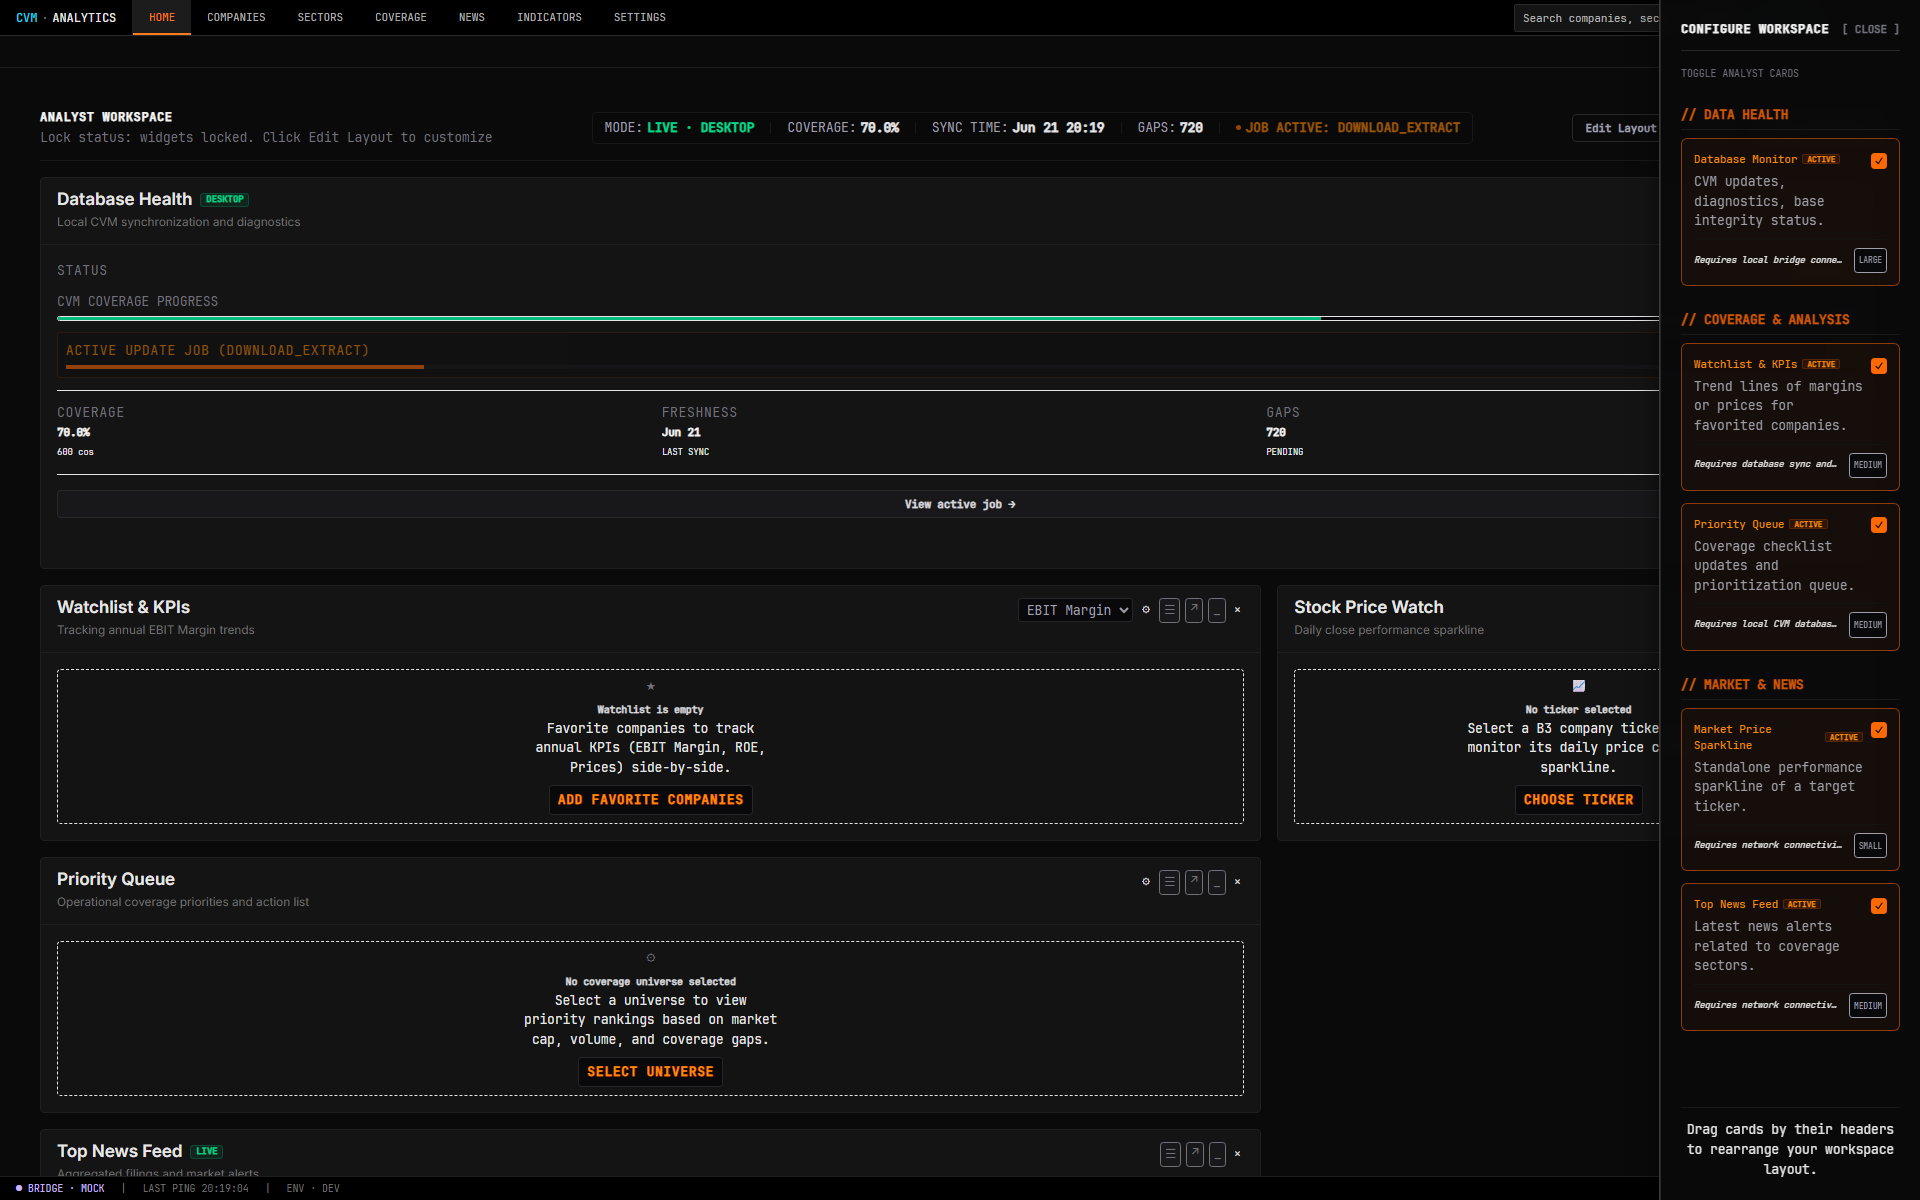 CVM · ANALYTICS
HOME
COMPANIES
SECTORS
COVERAGE
NEWS
INDICATORS
SETTINGS
Search companies, sec
ANALYST WORKSPACE
Lock status: widgets locked. Click Edit Layout to customize
MODE: LIVE · DESKTOP
COVERAGE: 70.0%
SYNC TIME: Jun 21 20:19
GAPS: 720
JOB ACTIVE: DOWNLOAD_EXTRACT
Edit Layout
Database Health DESKTOP
Local CVM synchronization and diagnostics
STATUS
CVM COVERAGE PROGRESS
ACTIVE UPDATE JOB (DOWNLOAD_EXTRACT)
COVERAGE
70.0%
600 cos
FRESHNESS
Jun 21
LAST SYNC
GAPS
720
PENDING
View active job →
Watchlist & KPIs
Tracking annual EBIT Margin trends
EBIT Margin
Watchlist is empty
Favorite companies to track
annual KPIs (EBIT Margin, ROE,
Prices) side-by-side.
ADD FAVORITE COMPANIES
Stock Price Watch
Daily close performance sparkline
No ticker selected
Select a B3 company ticke
monitor its daily price c
sparkline.
CHOOSE TICKER
Priority Queue
Operational coverage priorities and action list
No coverage universe selected
Select a universe to view
priority rankings based on market
cap, volume, and coverage gaps.
SELECT UNIVERSE
Top News Feed LIVE
Aggregated filings and market alerts
BRIDGE · MOCK | LAST PING 20:19:04 | ENV · DEV
CONFIGURE WORKSPACE [ CLOSE ]
TOGGLE ANALYST CARDS
// DATA HEALTH
Database Monitor ACTIVE
CVM updates,
diagnostics, base
integrity status.
Requires local bridge conne…
LARGE
// COVERAGE & ANALYSIS
Watchlist & KPIs ACTIVE
Trend lines of margins
or prices for
favorited companies.
Requires database sync and…
MEDIUM
Priority Queue ACTIVE
Coverage checklist
updates and
prioritization queue.
Requires local CVM databas…
MEDIUM
// MARKET & NEWS
Market Price
Sparkline ACTIVE
Standalone performance
sparkline of a target
ticker.
Requires network connectivi…
SMALL
Top News Feed ACTIVE
Latest news alerts
related to coverage
sectors.
Requires network connectiv…
MEDIUM
Drag cards by their headers
to rearrange your workspace
layout.